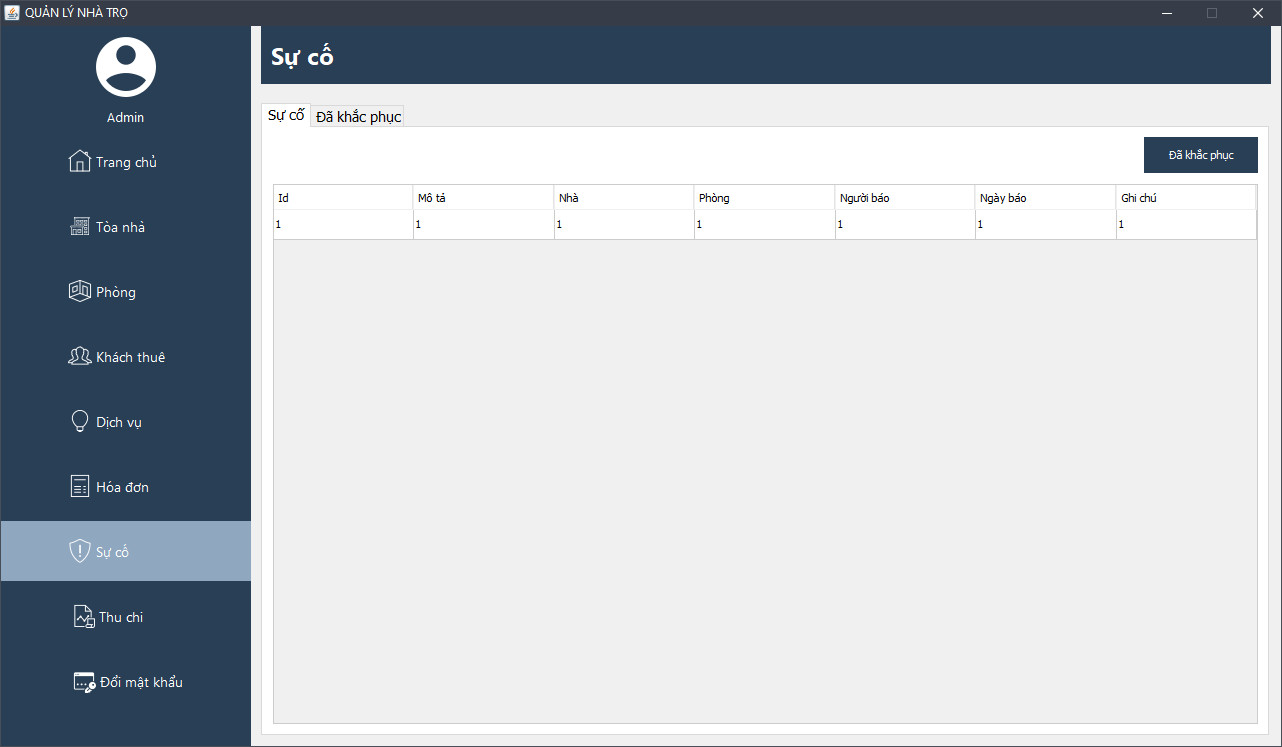 QUẢN LÝ NHÀ TRỌ
Admin
Trang chủ
Tòa nhà
Phòng
Khách thuê
Dịch vụ
Hóa đơn
Sự cố
Thu chi
Đổi mật khẩu
Sự cố
Sự cố Đã khắc phục
Đã khắc phục
Id Mô tả Nhà Phòng Người báo Ngày báo Ghi chú
1 1 1 1 1 1 1